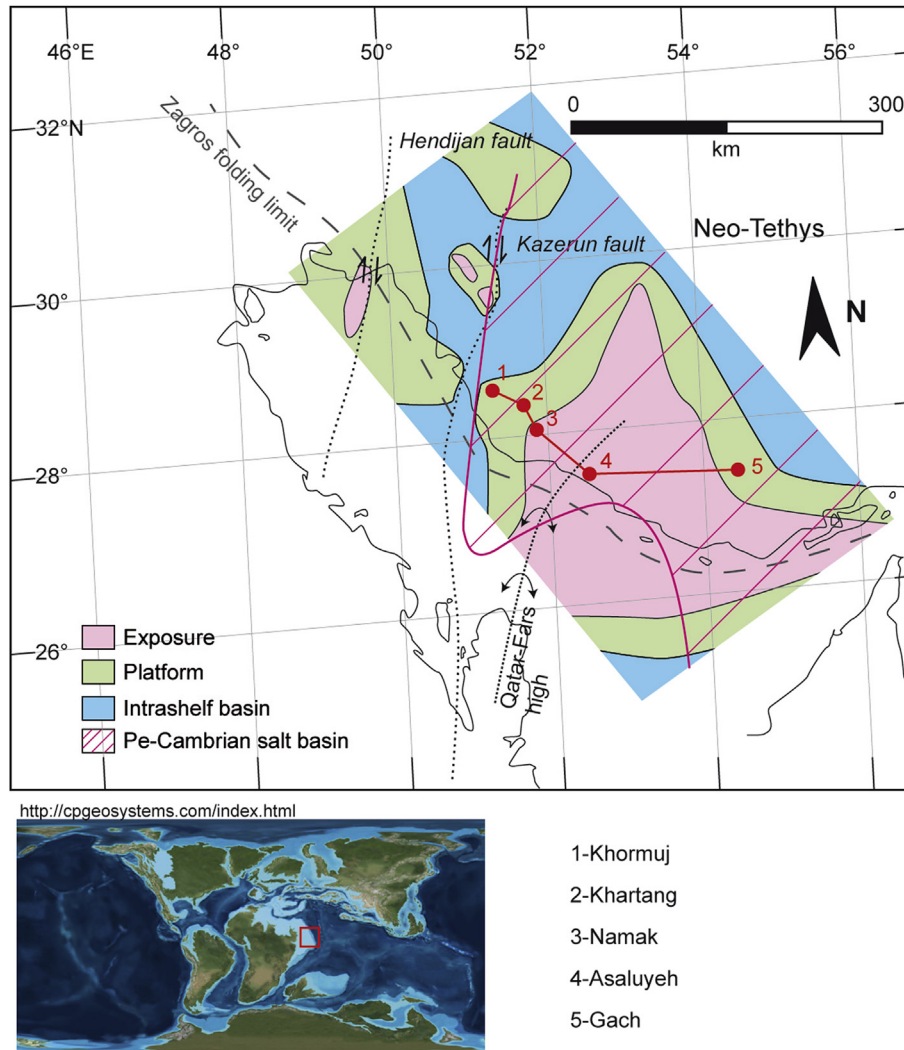 46°E 48° 50° 52° 54° 56°
0 300
km
32°N
Hendijan fault
Zagros folding limit
Neo-Tethys
Kazerun fault
30°
N
1
2
3
4
5
28°
26°
Qatar-Fars
high
Exposure
Platform
Intrashelf basin
Pe-Cambrian salt basin
http://cpgeosystems.com/index.html
1-Khormuj
2-Khartang
3-Namak
4-Asaluyeh
5-Gach